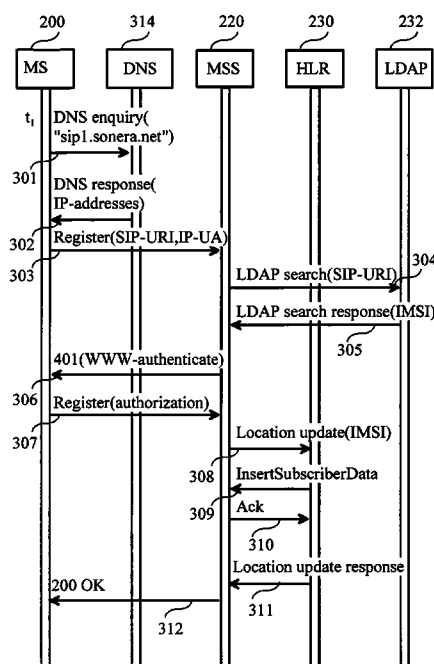 200 314 220 230 232
MS DNS MSS HLR LDAP
t₁ DNS enquiry(
"sip1.sonera.net")
301
DNS response(
IP-addresses)
302
Register(SIP-URI,IP-UA)
303
304
LDAP search(SIP-URI)
LDAP search response(IMSI)
305
401(WWW-authenticate)
306
Register(authorization)
307
Location update(IMSI)
308
InsertSubscriberData
309
Ack
310
Location update response
311
200 OK
312